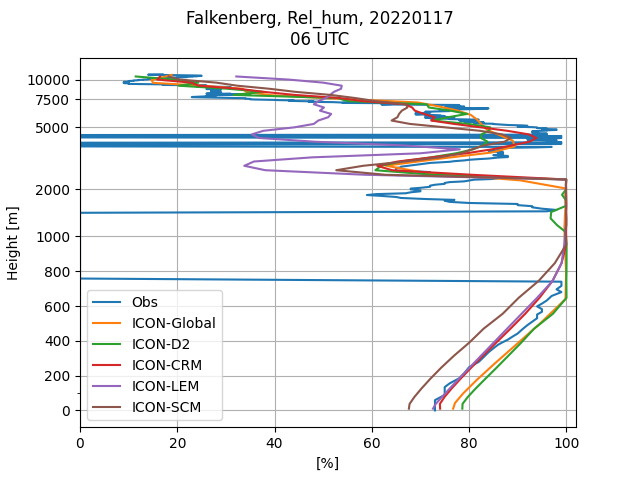 Falkenberg, Rel_hum, 20220117
06 UTC
10000
7500
5000
2000
1000
800
600
400
200
0
Height [m]
Obs
ICON-Global
ICON-D2
ICON-CRM
ICON-LEM
ICON-SCM
0 20 40 60 80 100
[%]